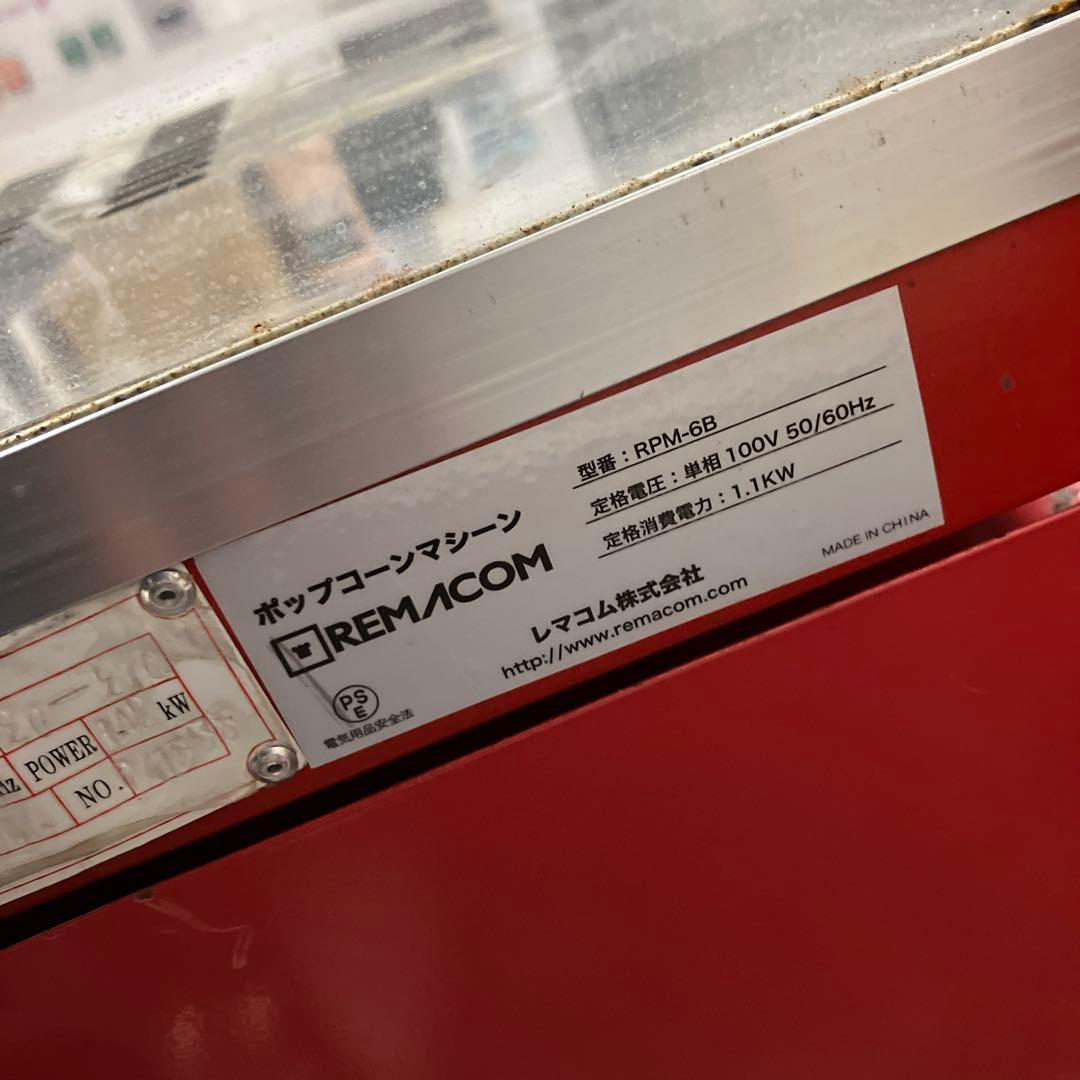 ポップコーンマシーン
REMACOM
型番：RPM-6B
定格電圧：単相 100V 50/60Hz
定格消費電力：1.1KW
レマコム株式会社
http://www.remacom.com
MADE IN CHINA
PSE
電気用品安全法
POWER kW
NO.